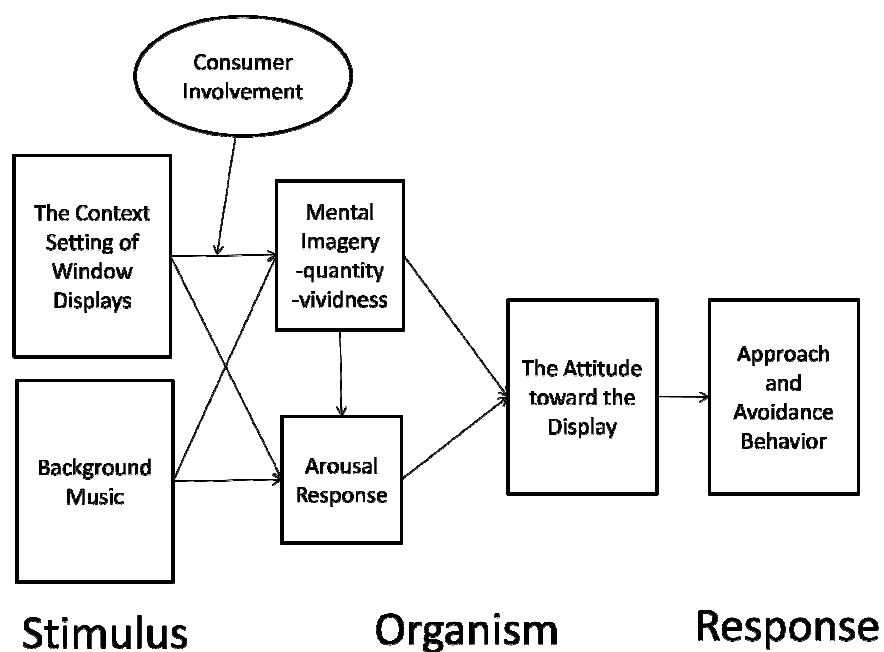 Consumer
Involvement
The Context
Setting of
Window
Displays
Mental
Imagery
-quantity
-vividness
Background
Music
Arousal
Response
The Attitude
toward the
Display
Approach
and
Avoidance
Behavior
Stimulus
Organism
Response